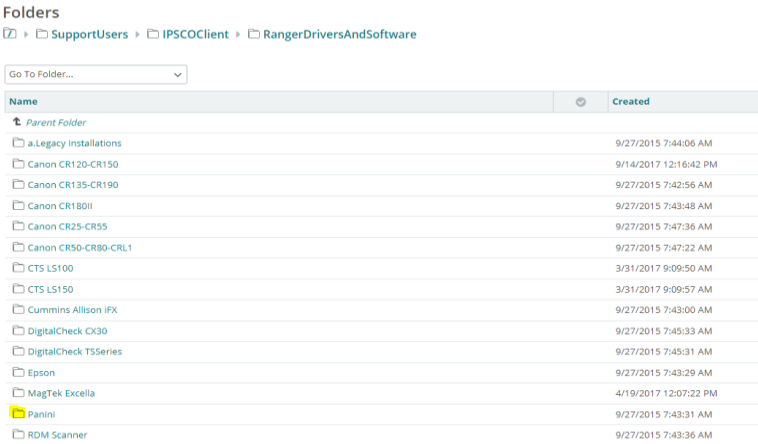 Folders
SupportUsers IPSCOClient RangerDriversAndSoftware
Go To Folder...
Name Created
Parent Folder
a.Legacy Installations 9/27/2015 7:44:06 AM
Canon CR120-CR150 9/14/2017 12:16:42 PM
Canon CR135-CR190 9/27/2015 7:42:56 AM
Canon CR180II 9/27/2015 7:43:48 AM
Canon CR25-CR55 9/27/2015 7:47:36 AM
Canon CR50-CR80-CRL1 9/27/2015 7:47:22 AM
CTS LS100 3/31/2017 9:09:50 AM
CTS LS150 3/31/2017 9:09:57 AM
Cummins Allison iFX 9/27/2015 7:43:00 AM
DigitalCheck CX30 9/27/2015 7:45:33 AM
DigitalCheck TSSeries 9/27/2015 7:45:31 AM
Epson 9/27/2015 7:43:29 AM
MagTek Excella 4/19/2017 12:07:22 PM
Panini 9/27/2015 7:43:31 AM
RDM Scanner 9/27/2015 7:43:36 AM